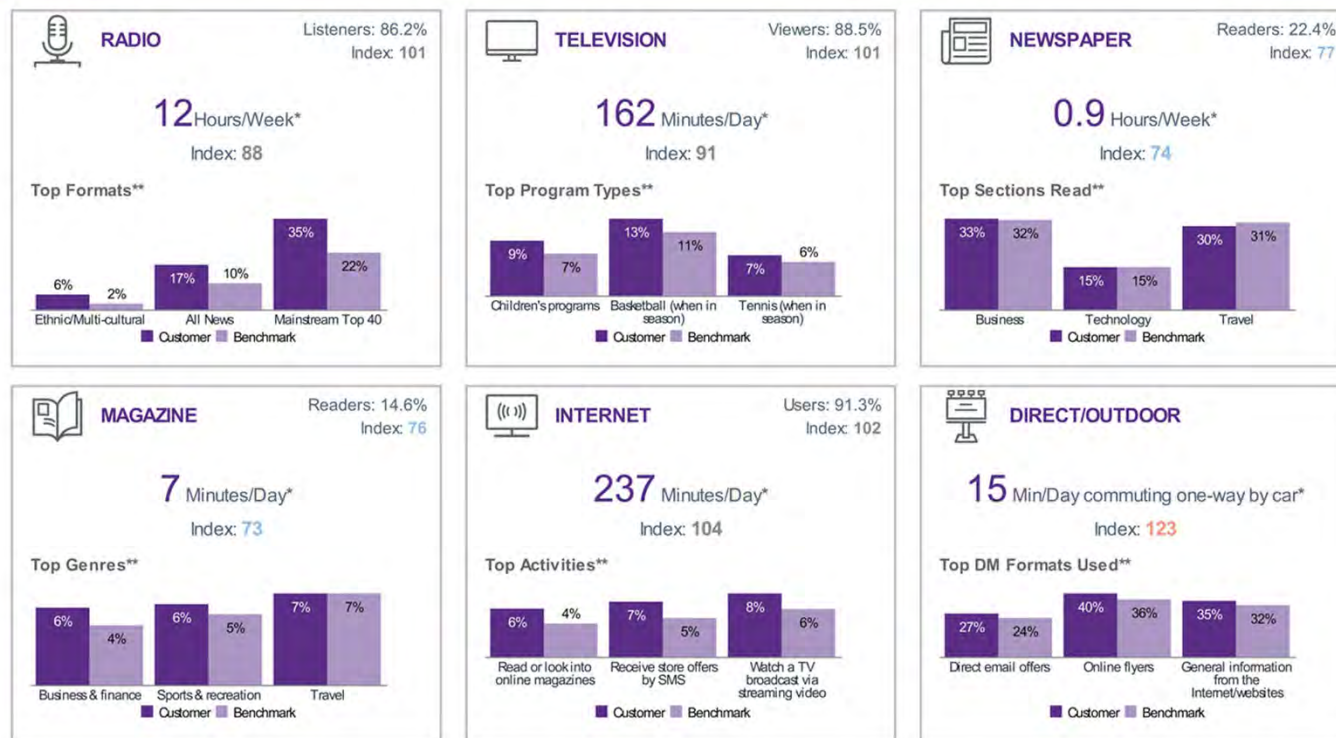 RADIO
Listeners: 86.2%
Index: 101
12 Hours/Week*
Index: 88
Top Formats**
6%
2%
17%
10%
35%
22%
Ethnic/Multi-cultural
All News
Mainstream Top 40
Customer Benchmark
TELEVISION
Viewers: 88.5%
Index: 101
162 Minutes/Day*
Index: 91
Top Program Types**
9%
7%
13%
11%
7%
6%
Children's programs
Basketball (when in
season)
Tennis (when in
season)
Customer Benchmark
NEWSPAPER
Readers: 22.4%
Index: 77
0.9 Hours/Week*
Index: 74
Top Sections Read**
33%
32%
15%
15%
30%
31%
Business
Technology
Travel
Customer Benchmark
MAGAZINE
Readers: 14.6%
Index: 76
7 Minutes/Day*
Index: 73
Top Genres**
6%
4%
6%
5%
7%
7%
Business & finance
Sports & recreation
Travel
Customer Benchmark
INTERNET
Users: 91.3%
Index: 102
237 Minutes/Day*
Index: 104
Top Activities**
6%
4%
7%
5%
8%
6%
Read or look into
online magazines
Receive store offers
by SMS
Watch a TV
broadcast via
streaming video
Customer Benchmark
DIRECT/OUTDOOR
15 Min/Day commuting one-way by car*
Index: 123
Top DM Formats Used**
27%
24%
40%
36%
35%
32%
Direct email offers
Online flyers
General information
from the
Internet/websites
Customer Benchmark